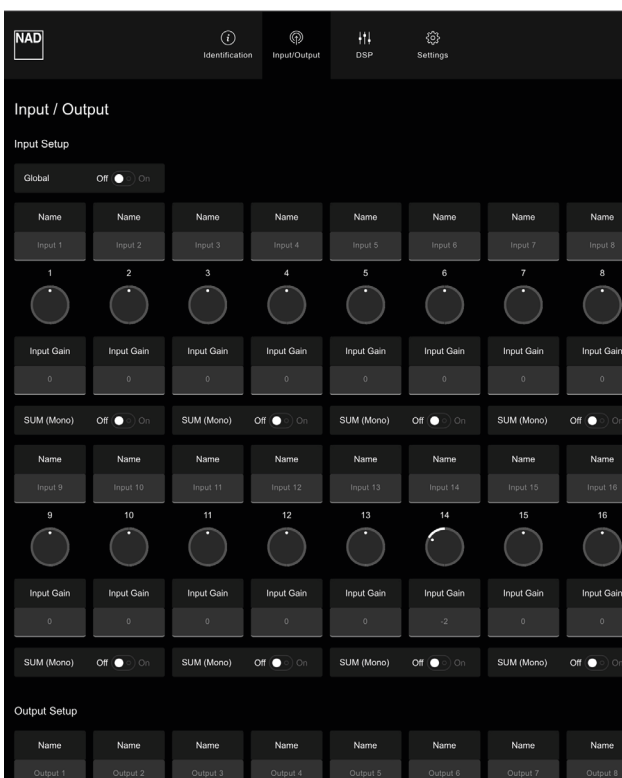 NAD
Identification Input/Output DSP Settings
Input / Output
Input Setup
Global Off On
Name Name Name Name Name Name Name Name
Input 1 Input 2 Input 3 Input 4 Input 5 Input 6 Input 7 Input 8
1 2 3 4 5 6 7 8
Input Gain Input Gain Input Gain Input Gain Input Gain Input Gain Input Gain Input Gain
0 0 0 0 0 0 0 0
SUM (Mono) Off On SUM (Mono) Off On SUM (Mono) Off On SUM (Mono) Off On
Name Name Name Name Name Name Name Name
Input 9 Input 10 Input 11 Input 12 Input 13 Input 14 Input 15 Input 16
9 10 11 12 13 14 15 16
Input Gain Input Gain Input Gain Input Gain Input Gain Input Gain Input Gain Input Gain
0 0 0 0 0 -2 0 0
SUM (Mono) Off On SUM (Mono) Off On SUM (Mono) Off On SUM (Mono) Off On
Output Setup
Name Name Name Name Name Name Name Name
Output 1 Output 2 Output 3 Output 4 Output 5 Output 6 Output 7 Output 8